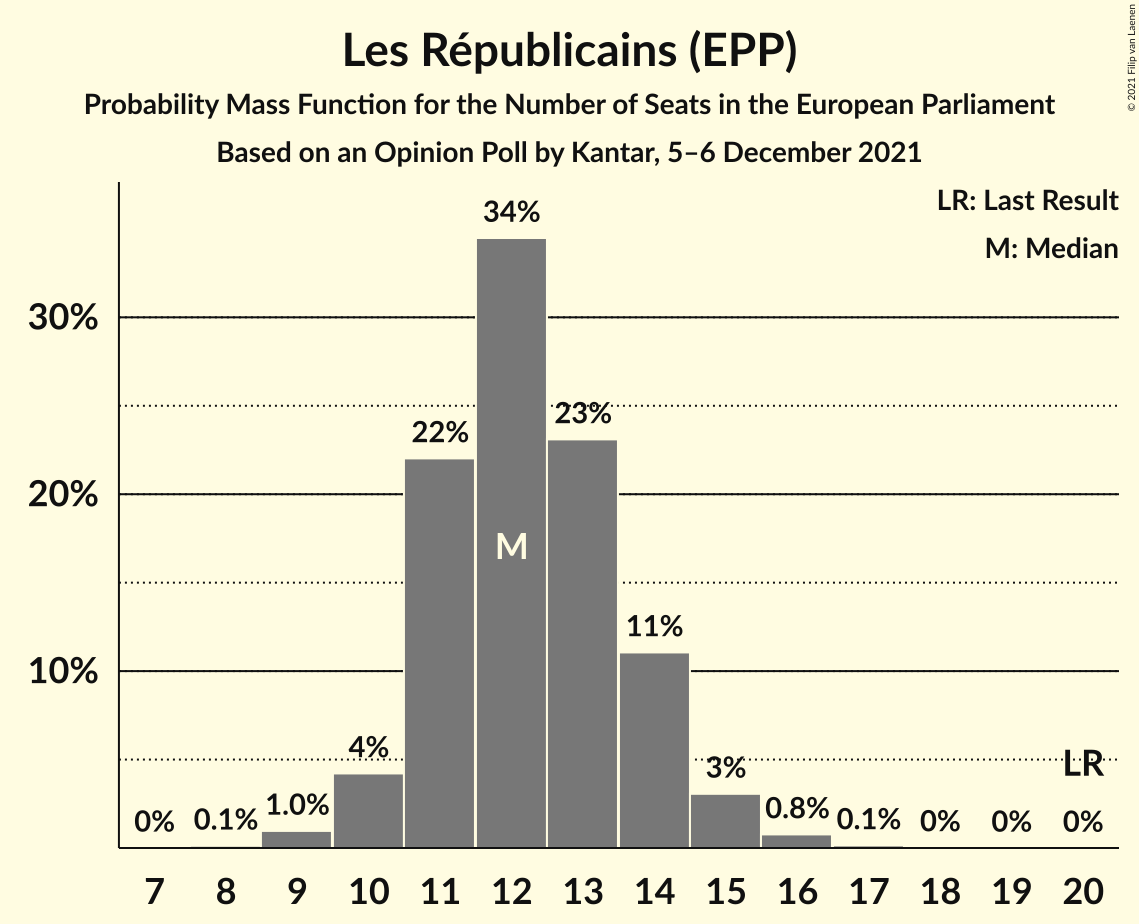 Les Républicains (EPP)
Probability Mass Function for the Number of Seats in the European Parliament
Based on an Opinion Poll by Kantar, 5–6 December 2021
© 2021 Filip van Laenen
LR: Last Result
M: Median
34%
30%
23%
22%
20%
M
11%
10%
4%
3%
LR
0% 0.1% 1.0% 0.8% 0.1% 0% 0% 0%
7 8 9 10 11 12 13 14 15 16 17 18 19 20